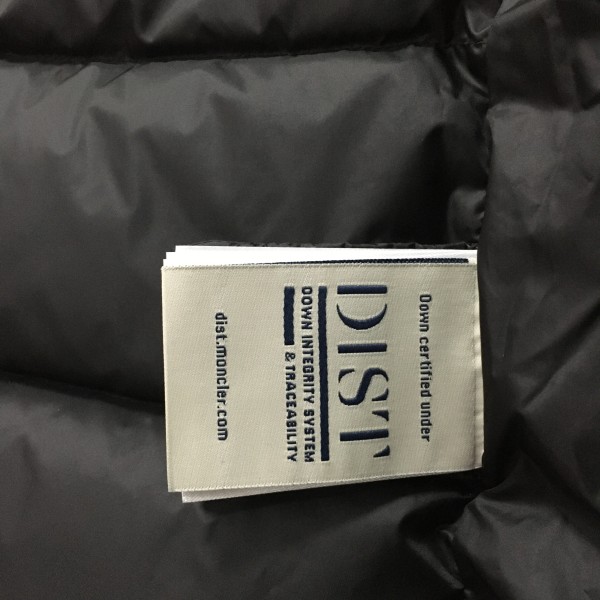 Down certified under
DIST
DOWN INTEGRITY SYSTEM
& TRACEABILITY
dist.moncler.com